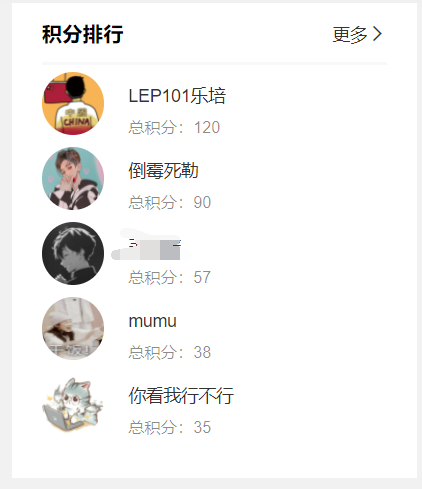 积分排行
更多
LEP101乐培
总积分：120
倒霉死勒
总积分：90
总积分：57
mumu
总积分：38
你看我行不行
总积分：35